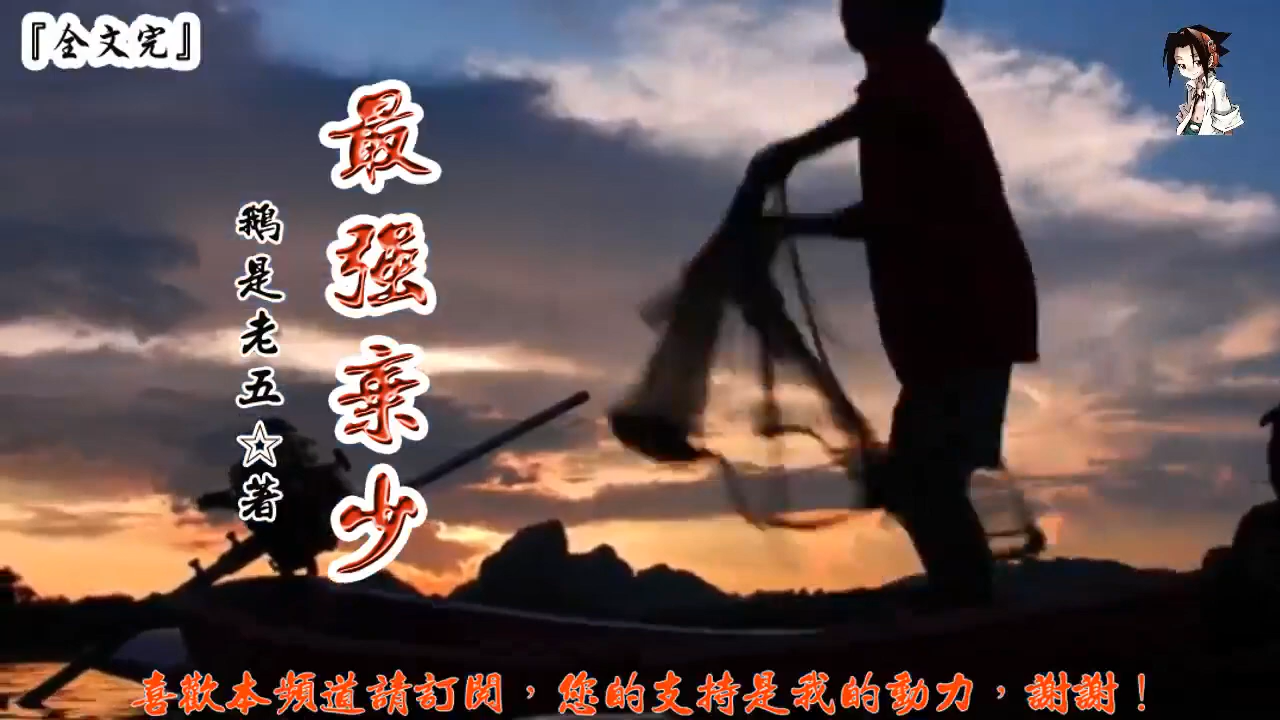 『全文完』
最強棄少
鵝是老五☆著
喜歡本頻道請訂閱，您的支持是我的動力，謝謝！